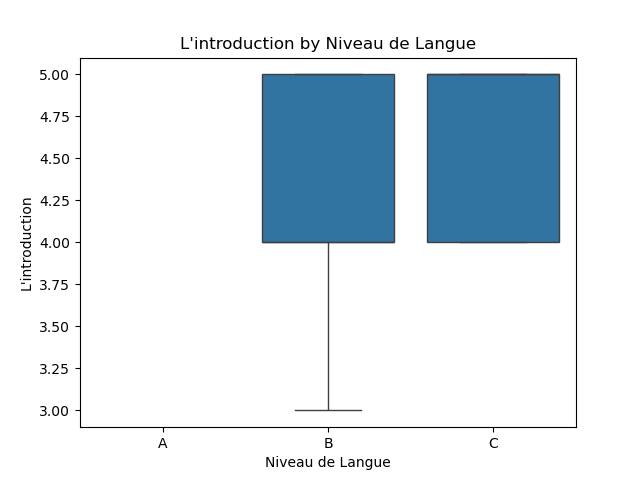 L'introduction by Niveau de Langue
5.00
4.75
4.50
4.25
4.00
3.75
3.50
3.25
3.00
L'introduction
A B C
Niveau de Langue